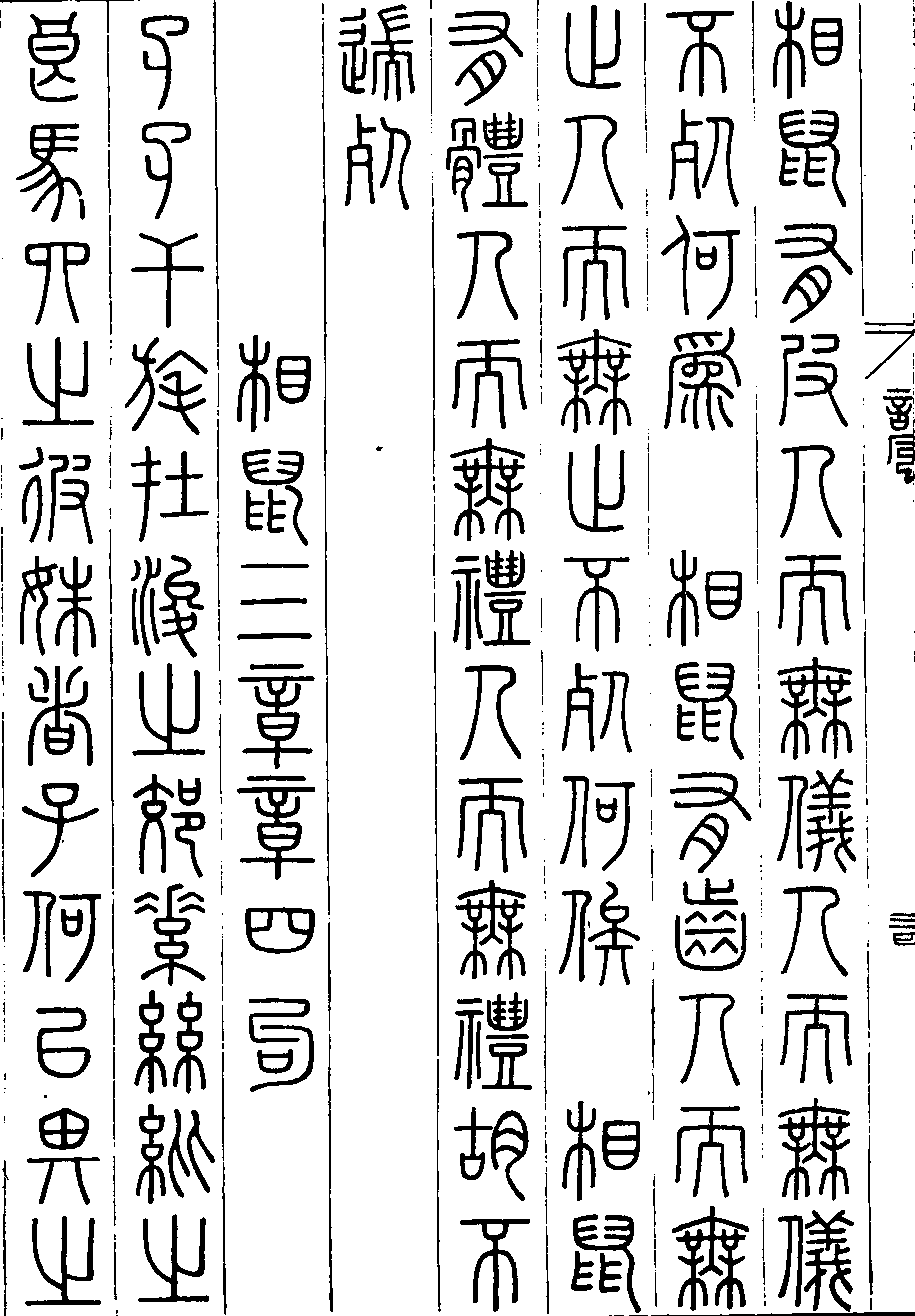 相鼠有皮人而無儀人而無儀
不死何為　相鼠有齒人而無
止人而無止不死何俟　相鼠
有體人而無禮人而無禮胡不
遄死
相鼠三章章四句
孑孑干旄在浚之郊素絲紕之
良馬四之彼姝者子何以畀之